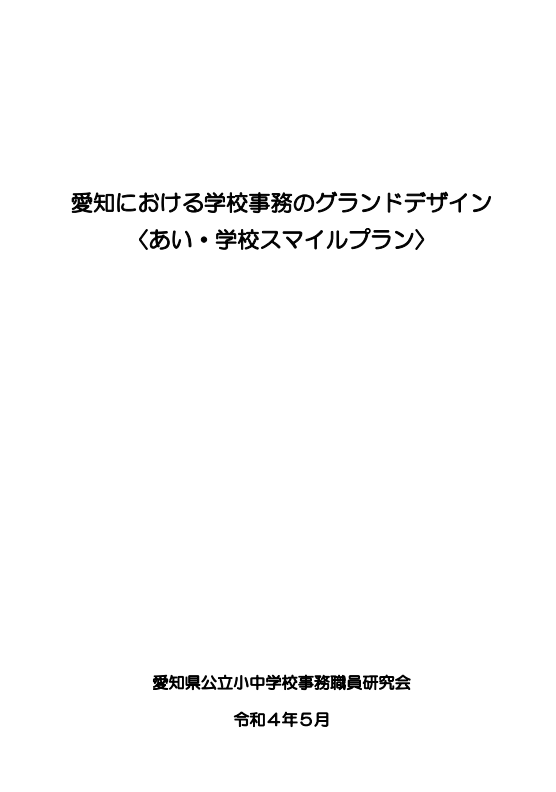 愛知における学校事務のグランドデザイン
〈あい・学校スマイルプラン〉
愛知県公立小中学校事務職員研究会
令和４年５月